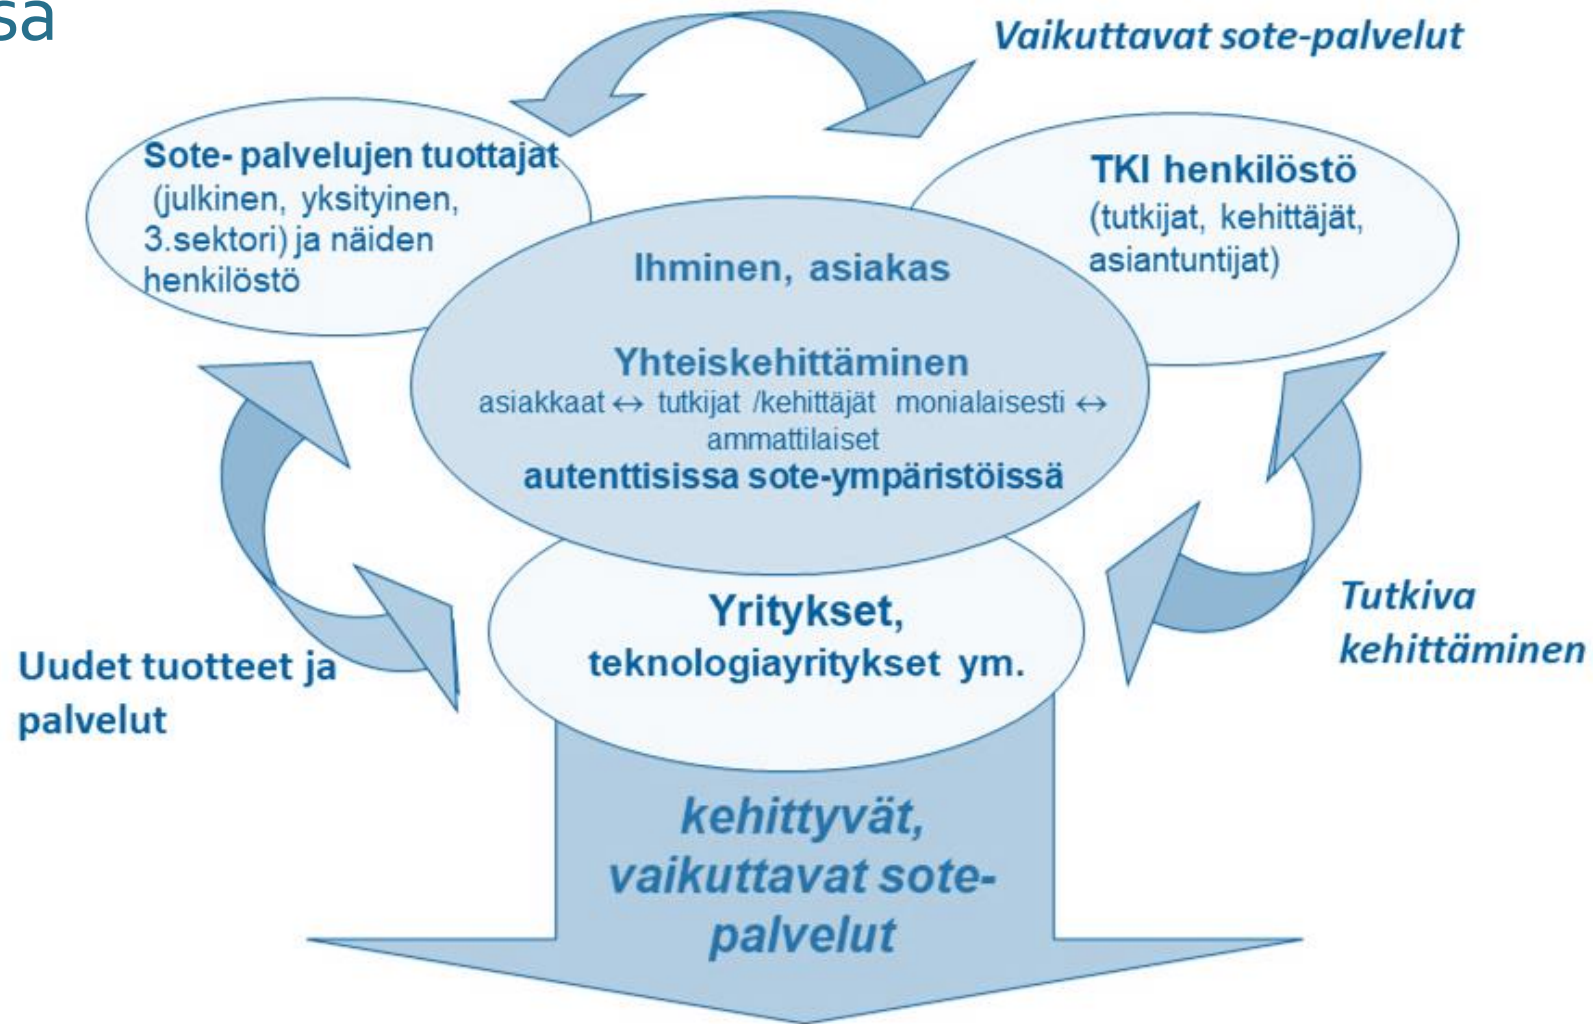 sa
Vaikuttavat sote-palvelut
Sote- palvelujen tuottajat
(julkinen, yksityinen,
3.sektori) ja näiden
henkilöstö
TKI henkilöstö
(tutkijat, kehittäjät,
asiantuntijat)
Ihminen, asiakas
Yhteiskehittäminen
asiakkaat ↔ tutkijat /kehittäjät monialaisesti ↔
ammattilaiset
autenttisissa sote-ympäristöissä
Yritykset,
teknologiayritykset ym.
Tutkiva
kehittäminen
Uudet tuotteet ja
palvelut
kehittyvät,
vaikuttavat sote-
palvelut